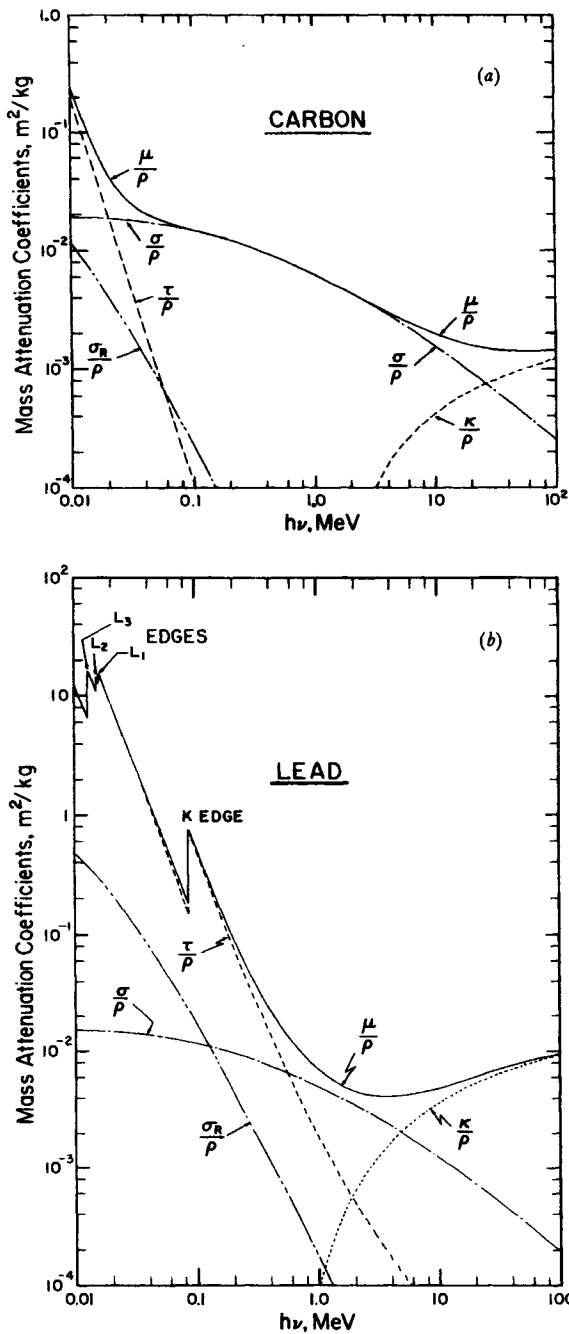 (a)
CARBON
Mass Attenuation Coefficients, m²/kg
1.0
10⁻¹
10⁻²
10⁻³
10⁻⁴
μ/ρ
σ/ρ
τ/ρ
σR/ρ
μ/ρ
σ/ρ
κ/ρ
0.01
0.1
1.0
10
10²
hν, MeV
(b)
LEAD
Mass Attenuation Coefficients, m²/kg
10²
10
1
10⁻¹
10⁻²
10⁻³
10⁻⁴
L₃
EDGES
L₂
L₁
K EDGE
τ/ρ
σ/ρ
μ/ρ
σR/ρ
κ/ρ
0.01
0.1
1.0
10
100
hν, MeV